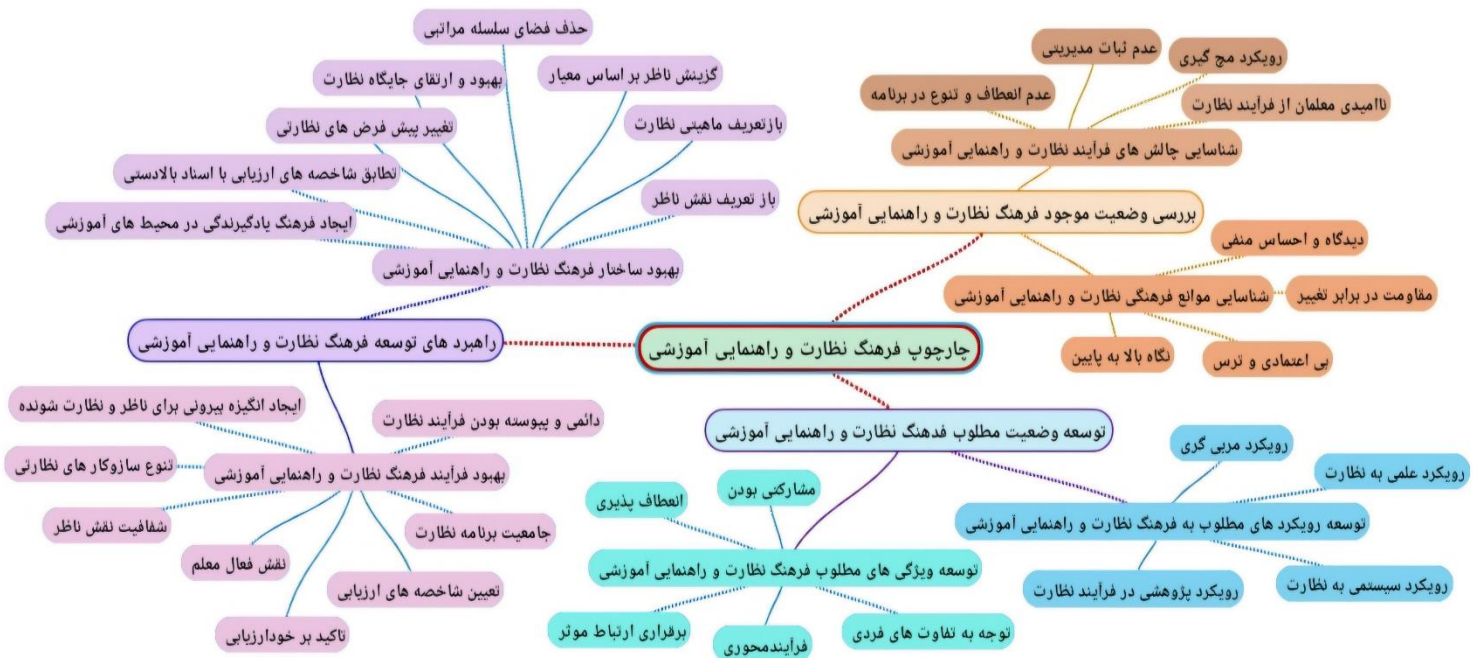 چارچوپ فرهنگ نظارت و راهنمایی آموزشی
بررسی وضعیت موجود فرهنگ نظارت و راهنمایی آموزشی
شناسایی چالش های فرآیند نظارت و راهنمایی آموزشی
رویکرد مچ گیری
عدم ثبات مدیریتی
ناامیدی معلمان از فرآیند نظارت
عدم انعطاف و تنوع در برنامه
شناسایی موانع فرهنگی نظارت و راهنمایی آموزشی
دیدگاه و احساس منفی
مقاومت در برابر تغییر
بی اعتمادی و ترس
نگاه بالا به پایین
توسعه وضعیت مطلوب فدهنگ نظارت و راهنمایی آموزشی
توسعه رویکرد های مطلوب به فرهنگ نظارت و راهنمایی آموزشی
رویکرد مربی گری
رویکرد علمی به نظارت
رویکرد سیستمی به نظارت
رویکرد پژوهشی در فرآیند نظارت
توسعه ویژگی های مطلوب فرهنگ نظارت و راهنمایی آموزشی
مشارکتی بودن
انعطاف پذیری
توجه به تفاوت های فردی
فرآیندمحوری
برقراری ارتباط موثر
راهبرد های توسعه فرهنگ نظارت و راهنمایی آموزشی
بهبود ساختار فرهنگ نظارت و راهنمایی آموزشی
حذف فضای سلسله مراتبی
گزینش ناظر بر اساس معیار
بهبود و ارتقای جایگاه نظارت
بازتعریف ماهیتی نظارت
تغییر پیش فرض های نظارتی
تطابق شاخصه های ارزیابی با اسناد بالادستی
باز تعریف نقش ناظر
ایجاد فرهنگ یادگیرندگی در محیط های آموزشی
بهبود فرآیند فرهنگ نظارت و راهنمایی آموزشی
دائمی و پیوسته بودن فرآیند نظارت
ایجاد انگیزه بیرونی برای ناظر و نظارت شونده
تنوع سازوکار های نظارتی
شفافیت نقش ناظر
جامعیت برنامه نظارت
نقش فعال معلم
تعیین شاخصه های ارزیابی
تاکید بر خودارزیابی